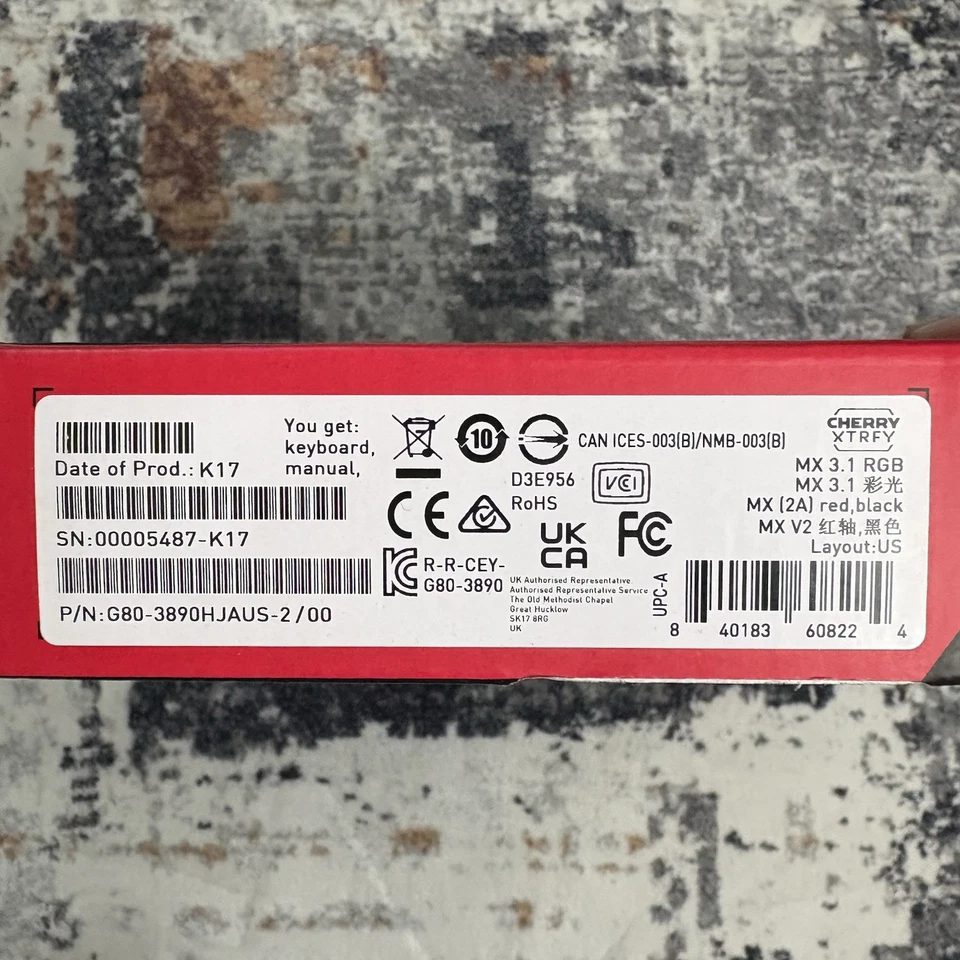 Date of Prod.: K17
SN:00005487-K17
P/N:G80-3890HJAUS-2/00
You get:
keyboard,
manual,
10
CAN ICES-003(B)/NMB-003(B)
D3E956
RoHS
VCCI
CE
UK
CA
FC
R-R-CEY-
G80-3890
UK Authorised Representative.
Authorised Representative Service
The Old Methodist Chapel
Great Hucklow
SK17 8RG
UK
CHERRY
XTRFY
MX 3.1 RGB
MX 3.1 彩光
MX (2A) red,black
MX V2 红轴,黑色
Layout:US
UPC-A
8 40183 60822 4